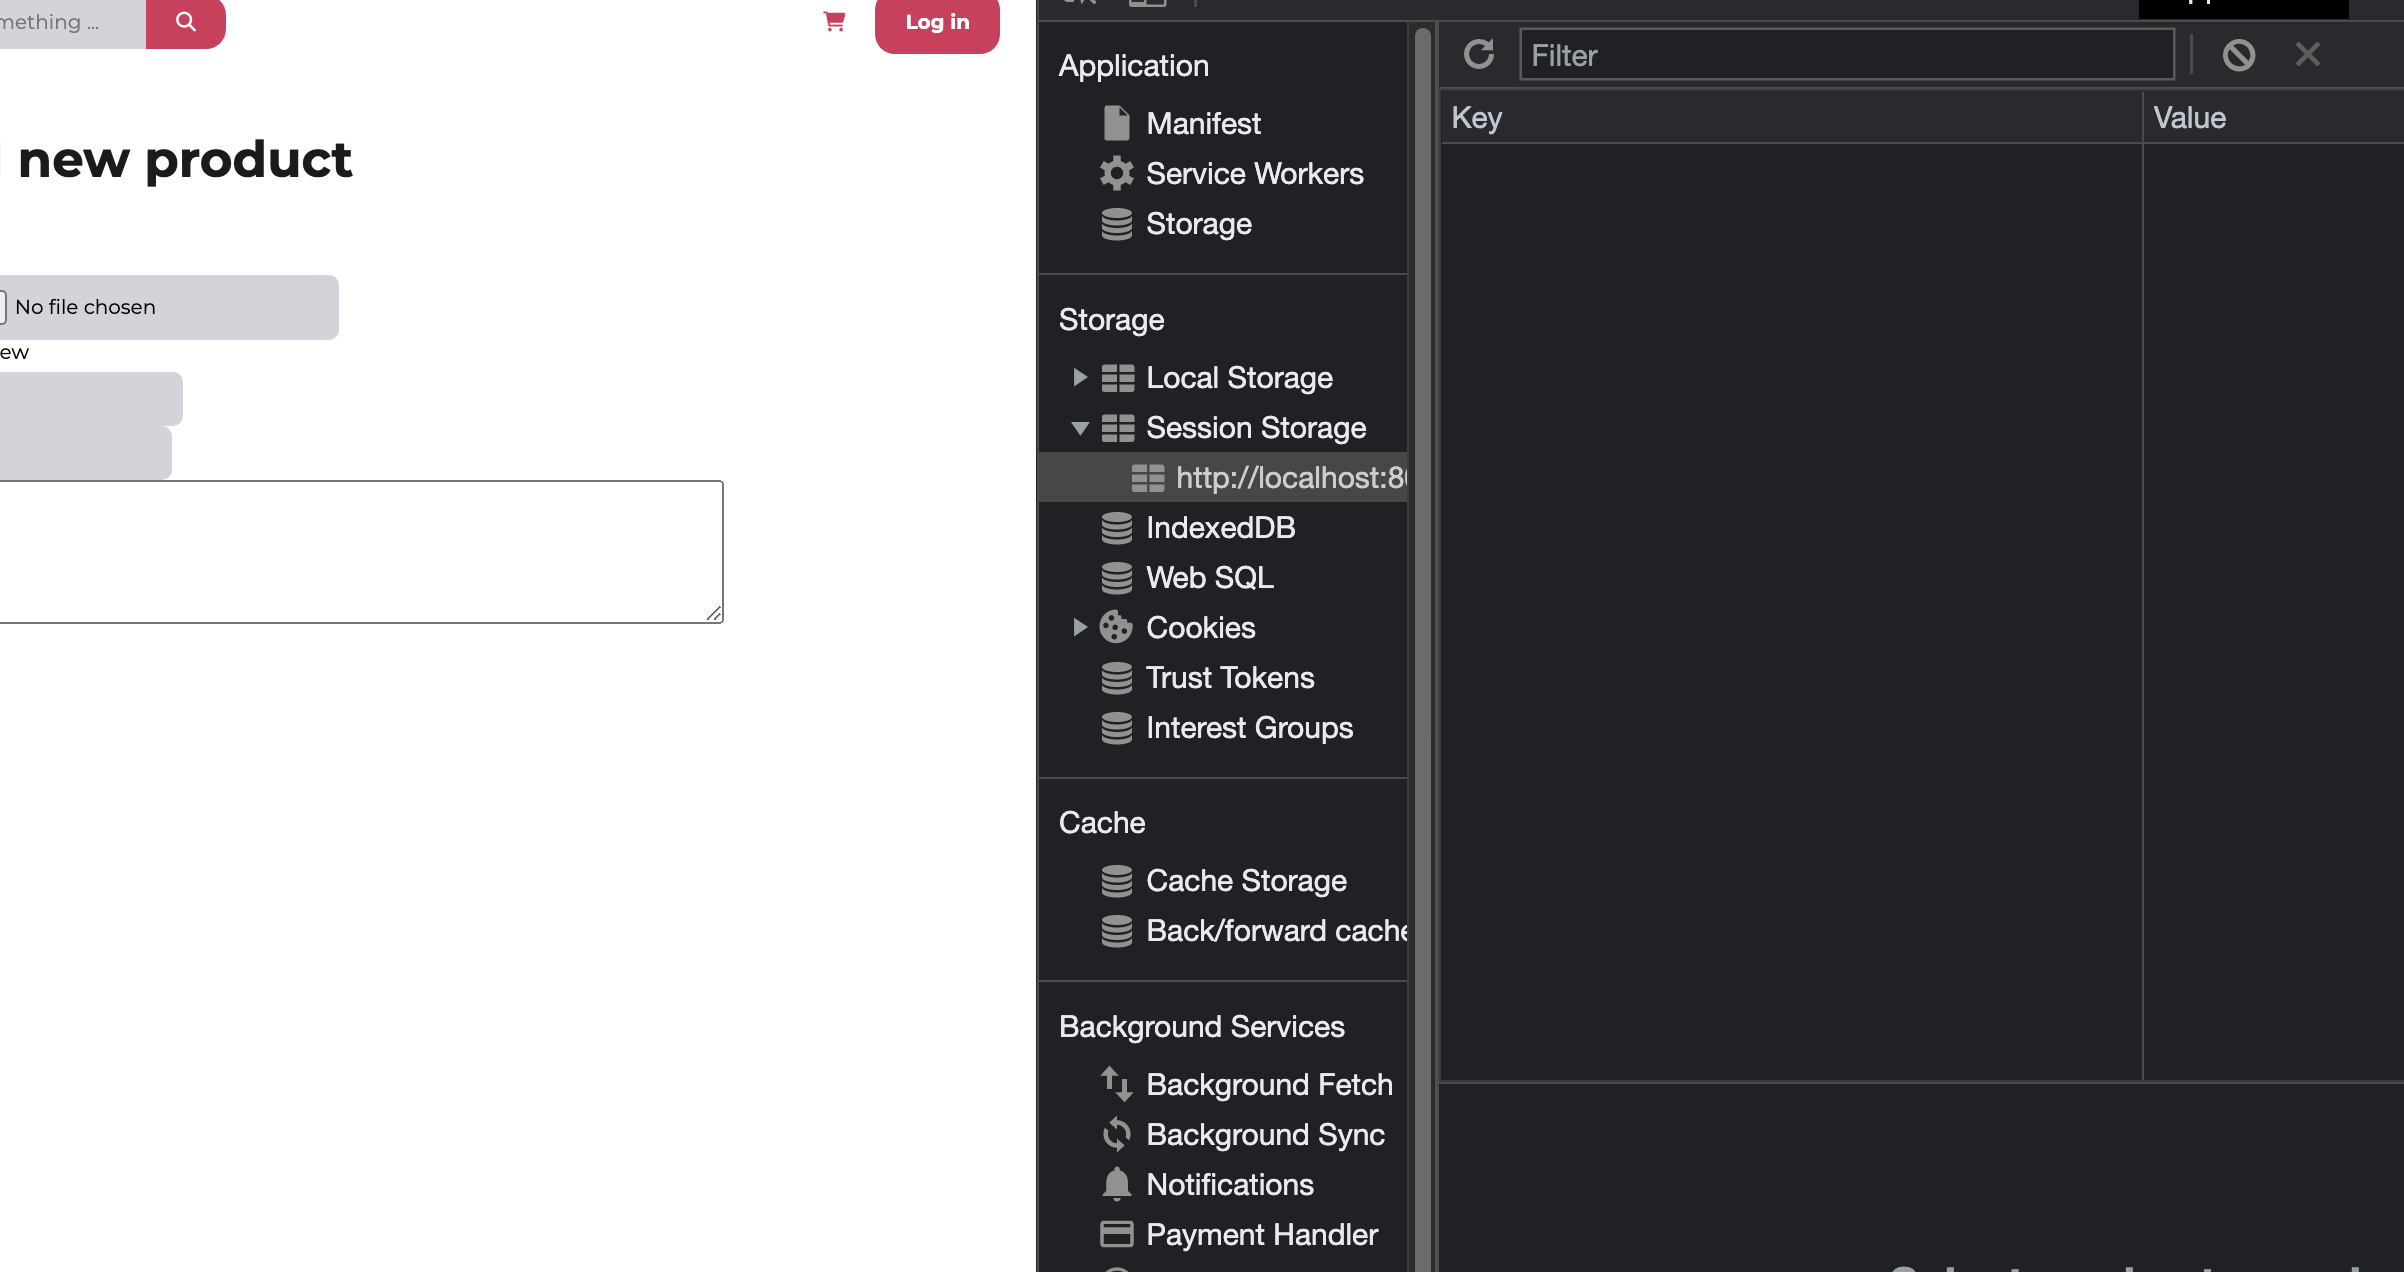 mething ...
Log in
new product
No file chosen
ew
Application
Manifest
Service Workers
Storage
Storage
Local Storage
Session Storage
http://localhost:80
IndexedDB
Web SQL
Cookies
Trust Tokens
Interest Groups
Cache
Cache Storage
Back/forward cache
Background Services
Background Fetch
Background Sync
Notifications
Payment Handler
Filter
Key
Value